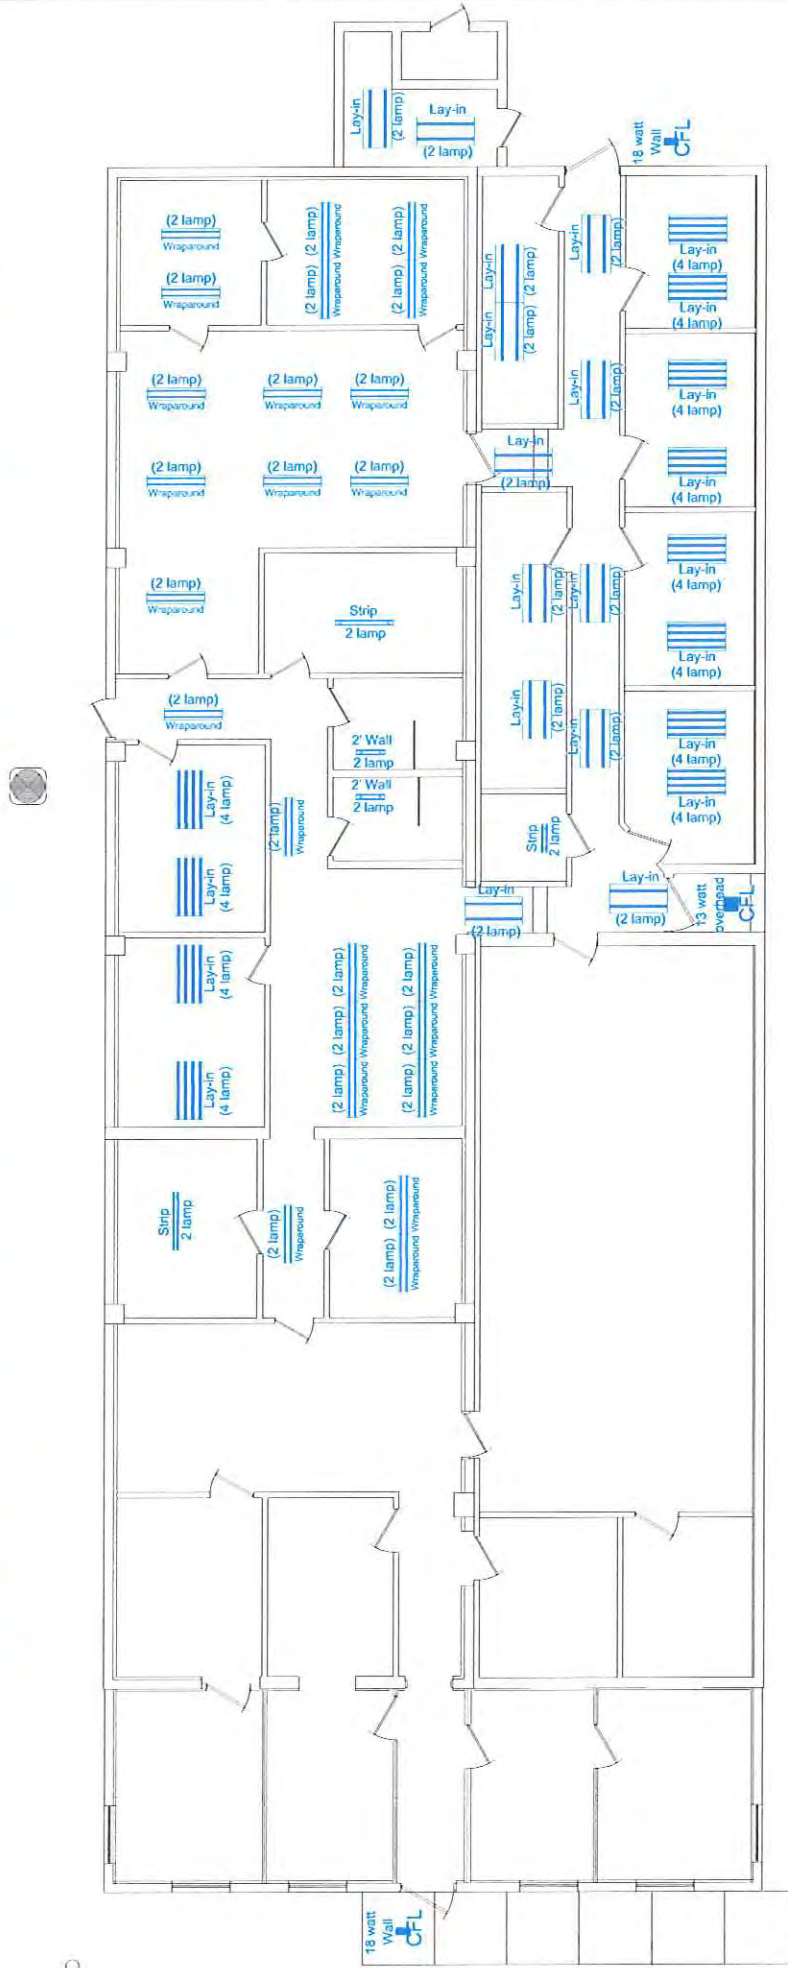 Lay-in
(2 lamp)
Lay-in
(2 lamp)
18 watt
Wall
CFL
(2 lamp)
Wraparound
(2 lamp)
Wraparound
(2 lamp) (2 lamp)
Wraparound Wraparound
(2 lamp) (2 lamp)
Wraparound Wraparound
Lay-in Lay-in
(2 lamp) (2 lamp)
Lay-in
(2 lamp)
Lay-in
(4 lamp)
Lay-in
(4 lamp)
(2 lamp)
Wraparound
(2 lamp)
Wraparound
(2 lamp)
Wraparound
Lay-in
(2 lamp)
Lay-in
(4 lamp)
Lay-in
(4 lamp)
(2 lamp)
Wraparound
(2 lamp)
Wraparound
(2 lamp)
Wraparound
Lay-in
(2 lamp)
(2 lamp)
Wraparound
Strip
2 lamp
Lay-in
(2 lamp)
Lay-in
(2 lamp)
Lay-in
(4 lamp)
Lay-in
(4 lamp)
(2 lamp)
Wraparound
2' Wall
2 lamp
2' Wall
2 lamp
Lay-in
(2 lamp)
Lay-in
(2 lamp)
Lay-in
(4 lamp)
Lay-in
(4 lamp)
Lay-in
(4 lamp)
Lay-in
(4 lamp)
(2 lamp)
Wraparound
Strip
2 lamp
Lay-in
(2 lamp)
Lay-in
(2 lamp)
13 watt
overhead
CFL
Lay-in
(4 lamp)
Lay-in
(4 lamp)
(2 lamp) (2 lamp) (2 lamp)
Wraparound Wraparound Wraparound
(2 lamp) (2 lamp) (2 lamp)
Wraparound Wraparound Wraparound
Strip
2 lamp
(2 lamp)
Wraparound
(2 lamp) (2 lamp)
Wraparound Wraparound
18 watt
Wall
CFL